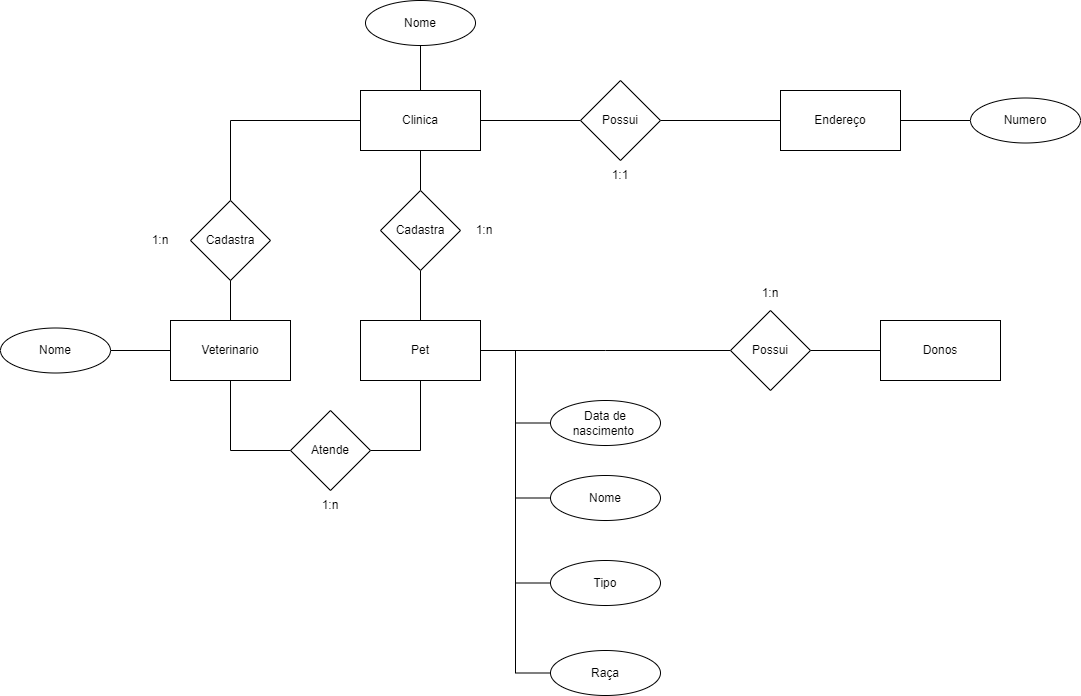 Nome
Clinica
Possui
Endereço
Numero
1:1
1:n
Cadastra
Cadastra
1:n
1:n
Nome
Veterinario
Pet
Possui
Donos
Data de
nascimento
Atende
1:n
Nome
Tipo
Raça